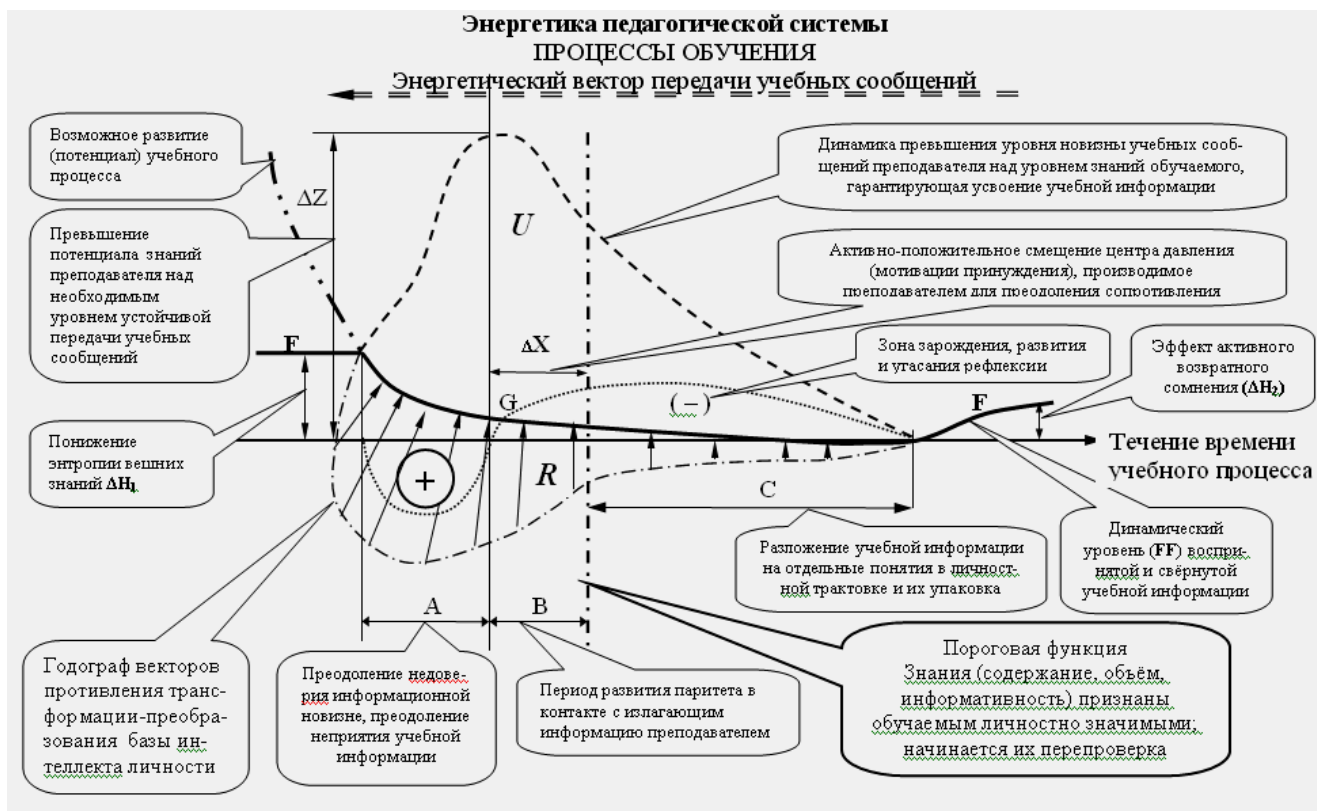 Энергетика педагогической системы
ПРОЦЕССЫ ОБУЧЕНИЯ
Энергетический вектор передачи учебных сообщений
Возможное развитие
(потенциал) учебного
процесса
ΔZ
Превышение
потенциала знаний
преподавателя над
необходимым
уровнем устойчивой
передачи учебных
сообщений
U
Динамика превышения уровня новизны учебных сооб-
щений преподавателя над уровнем знаний обучаемого,
гарантирующая усвоение учебной информации
Активно-положительное смещение центра давления
(мотивации принуждения), производимое
преподавателем для преодоления сопротивления
F
ΔX
Зона зарождения, развития
и угасания рефлексии
Эффект активного
возвратного
сомнения (ΔH₂)
G
(–)
F
Понижение
энтропии вешних
знаний ΔH₁
+
R
Течение времени
учебного процесса
C
Разложение учебной информации
на отдельные понятия в личност-
ной трактовке и их упаковка
Динамический
уровень (FF) воспри-
нятой и свёрнутой
учебной информации
A
B
Годограф векторов
противления транс-
формации-преобра-
зования базы ин-
теллекта личности
Преодоление недове-
рия информационной
новизне, преодоление
неприятия учебной
информации
Период развития паритета в
контакте с излагающим
информацию преподавателем
Пороговая функция
Знания (содержание, объём,
информативность) признаны
обучаемым личностно значимыми;
начинается их перепроверка